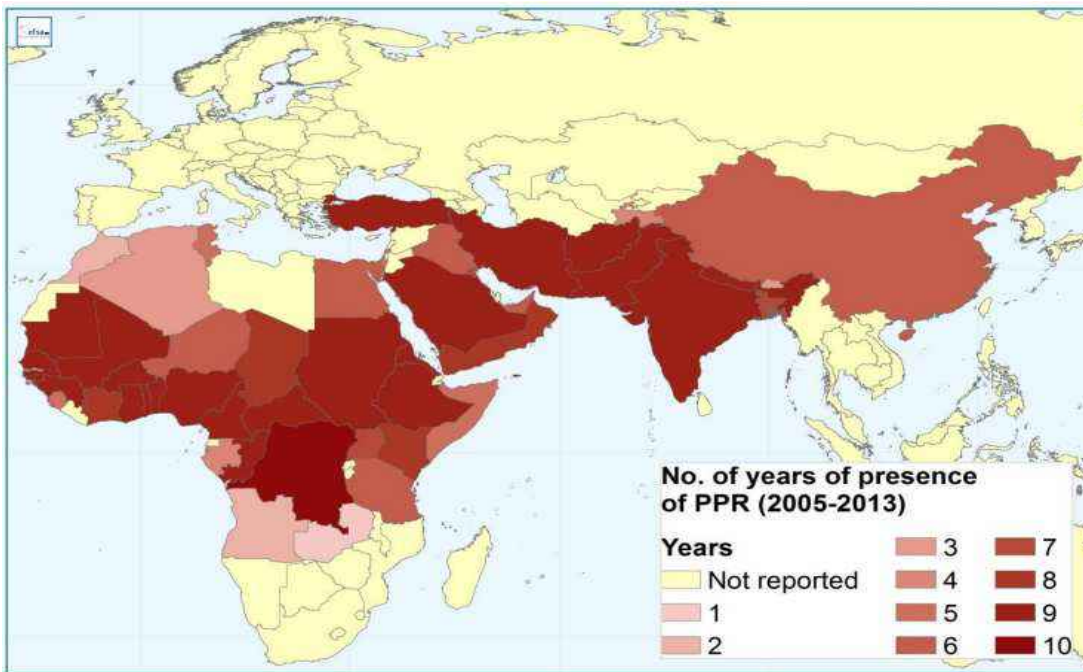 efsa
No. of years of presence
of PPR (2005-2013)
Years
Not reported
1
2
3
4
5
6
7
8
9
10